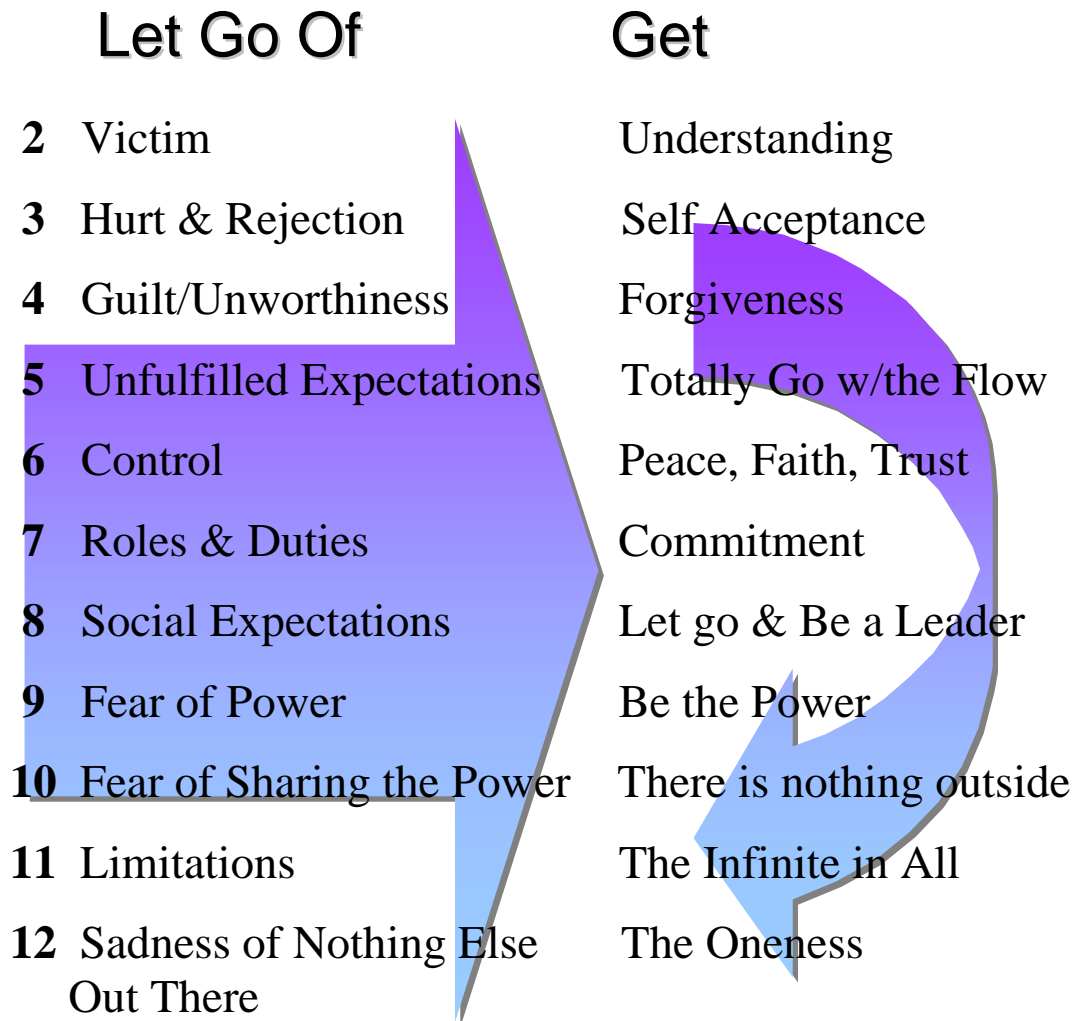 Let Go Of Get
2 Victim Understanding
3 Hurt & Rejection Self Acceptance
4 Guilt/Unworthiness Forgiveness
5 Unfulfilled Expectations Totally Go w/the Flow
6 Control Peace, Faith, Trust
7 Roles & Duties Commitment
8 Social Expectations Let go & Be a Leader
9 Fear of Power Be the Power
10 Fear of Sharing the Power There is nothing outside
11 Limitations The Infinite in All
12 Sadness of Nothing Else The Oneness
Out There